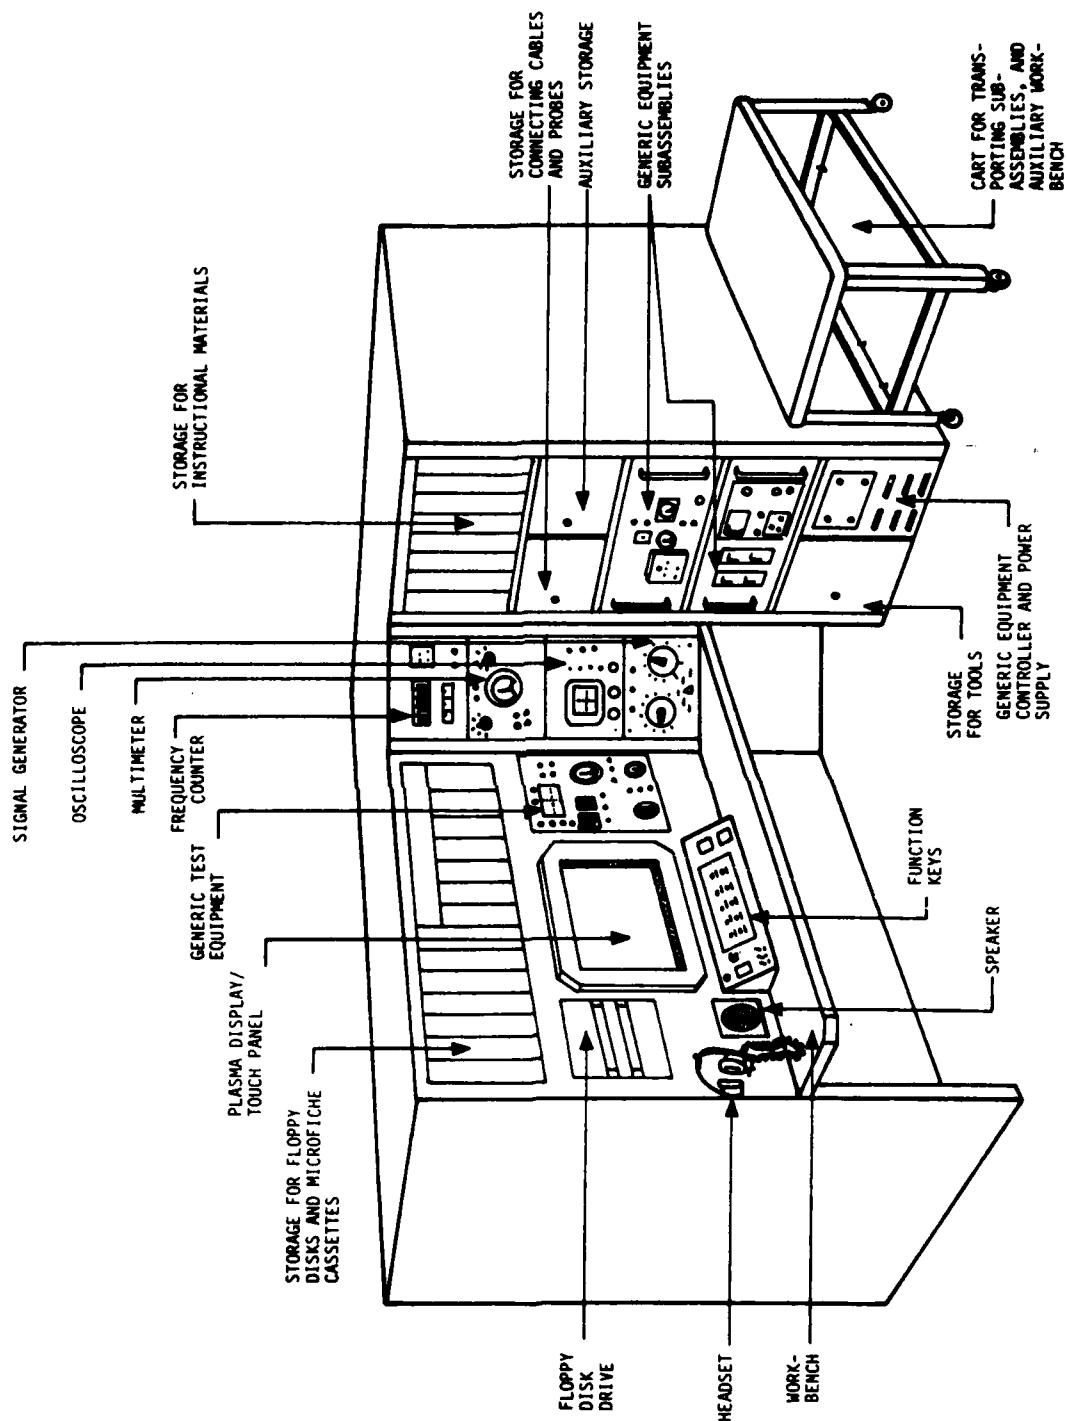 SIGNAL GENERATOR
OSCILLOSCOPE
MULTIMETER
FREQUENCY
COUNTER
GENERIC TEST
EQUIPMENT
PLASMA DISPLAY/
TOUCH PANEL
STORAGE FOR FLOPPY
DISKS AND MICROFICHE
CASSETTES
FLOPPY
DISK
DRIVE
HEADSET
WORK-
BENCH
SPEAKER
FUNCTION
KEYS
STORAGE FOR
INSTRUCTIONAL MATERIALS
STORAGE FOR
CONNECTING CABLES
AND PROBES
AUXILIARY STORAGE
GENERIC EQUIPMENT
SUBASSEMBLIES
STORAGE
FOR TOOLS
GENERIC EQUIPMENT
CONTROLLER AND POWER
SUPPLY
CART FOR TRANS-
PORTING SUB-
ASSEMBLIES, AND
AUXILIARY WORK-
BENCH